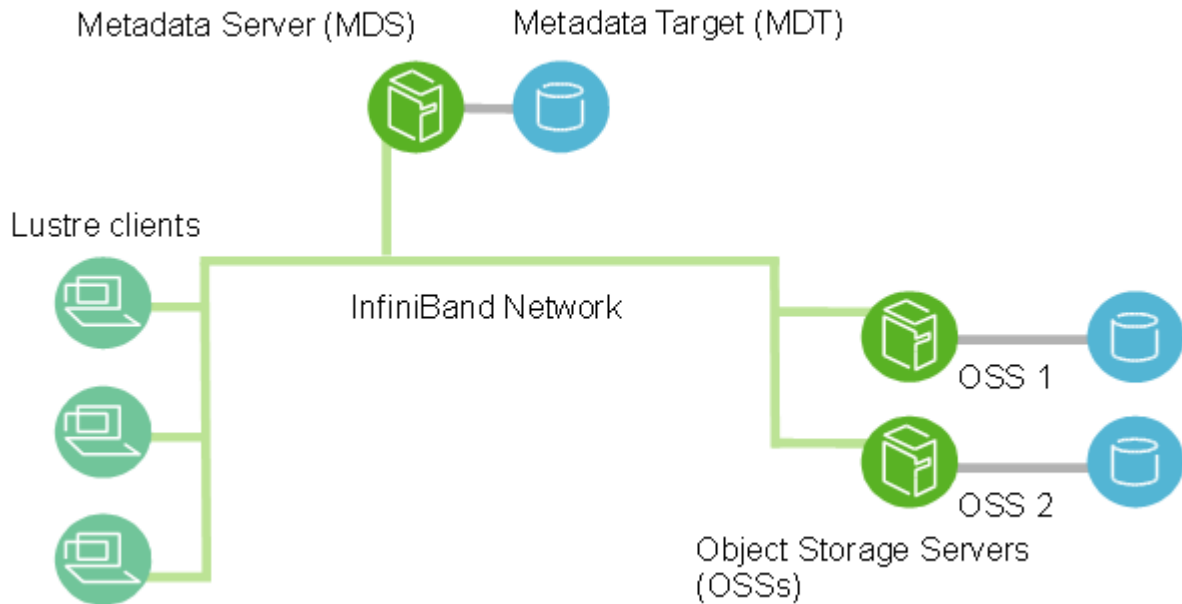 Metadata Server (MDS)
Metadata Target (MDT)
Lustre clients
InfiniBand Network
OSS 1
OSS 2
Object Storage Servers
(OSSs)